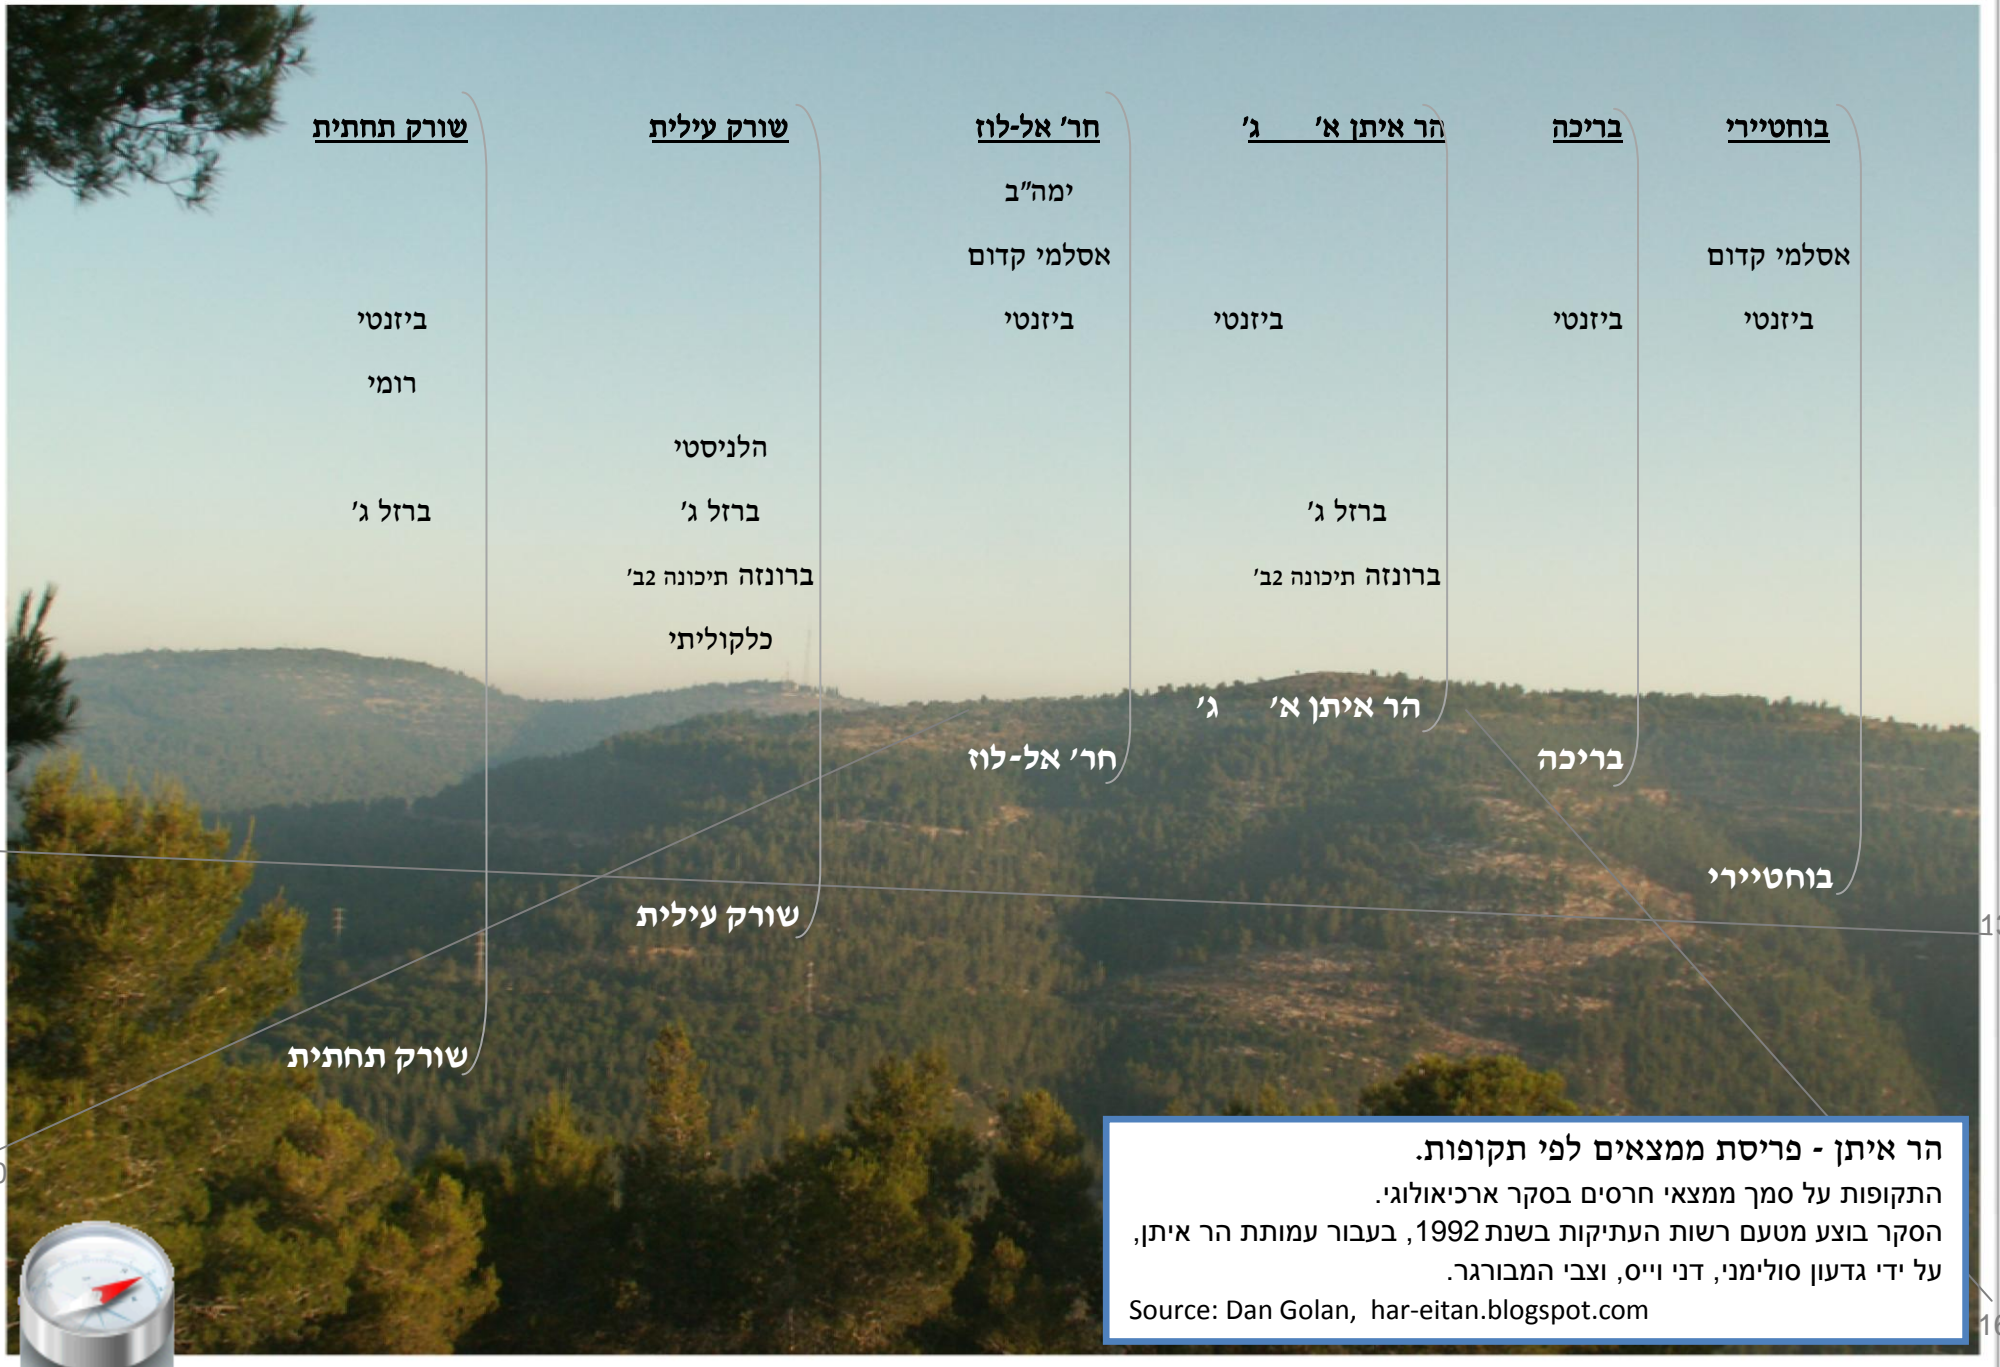 בוחטיירי בריכה הר איתן א' ג' חר' אל-לוז שורק עילית שורק תחתית
ימה"ב
אסלמי קדום אסלמי קדום
ביזנטי ביזנטי ביזנטי ביזנטי ביזנטי
רומי
הלניסטי
ברזל ג' ברזל ג' ברזל ג'
ברונזה תיכונה 2ב' ברונזה תיכונה 2ב'
כלקוליתי
הר איתן א' ג'
בריכה חר' אל-לוז
בוחטיירי
שורק עילית
שורק תחתית
הר איתן - פריסת ממצאים לפי תקופות.
התקופות על סמך ממצאי חרסים בסקר ארכיאולוגי.
הסקר בוצע מטעם רשות העתיקות בשנת 1992, בעבור עמותת הר איתן,
על ידי גדעון סולימני, דני וייס, וצבי המבורגר.
Source: Dan Golan, har-eitan.blogspot.com